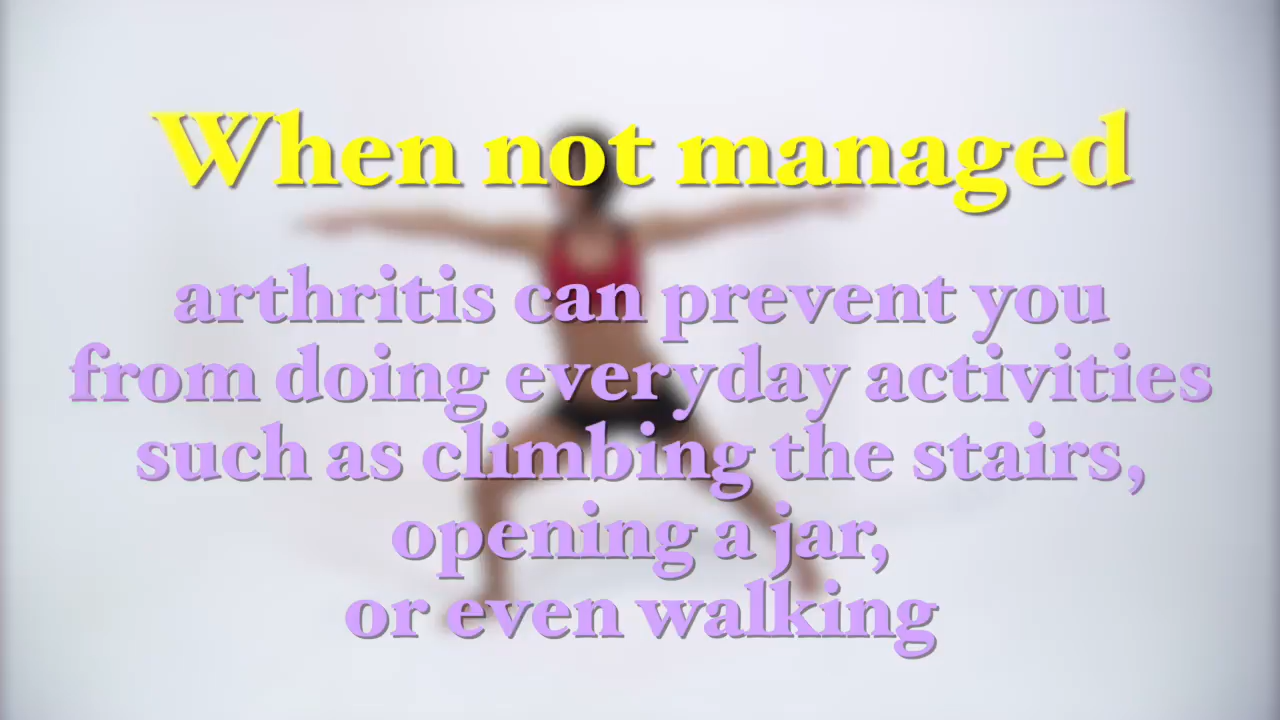 When not managed
arthritis can prevent you
from doing everyday activities
such as climbing the stairs,
opening a jar,
or even walking